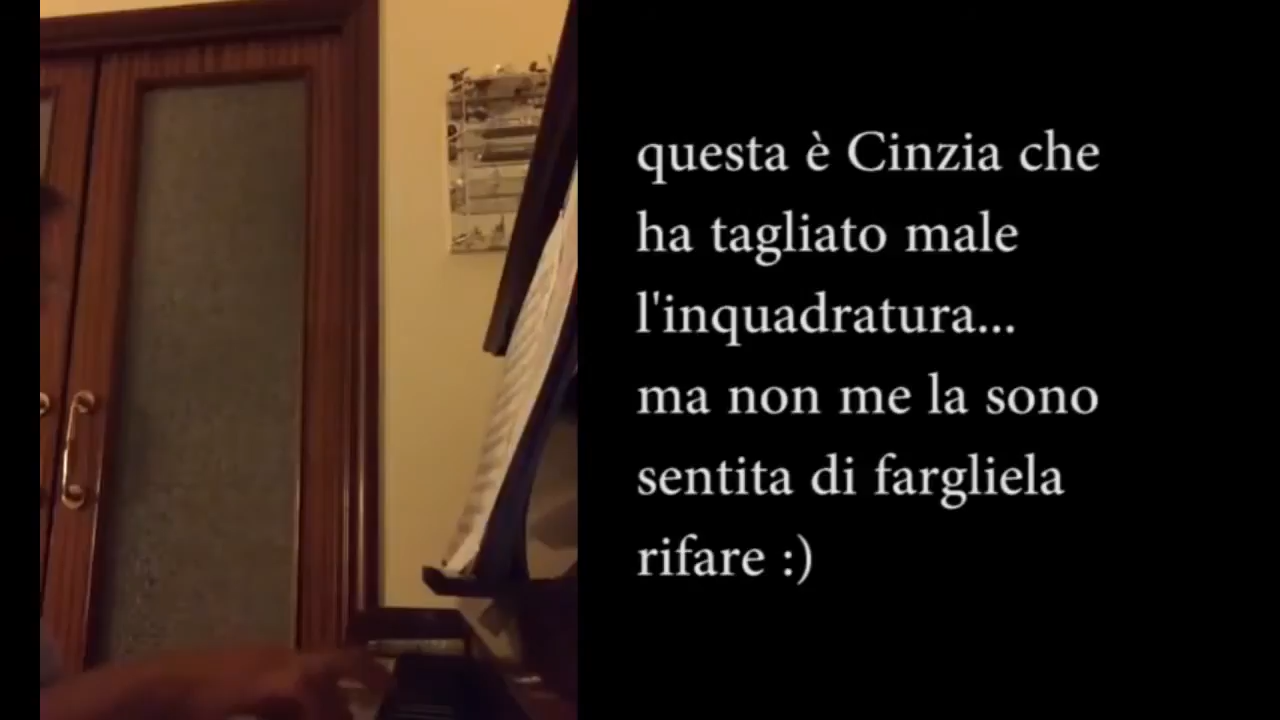 questa è Cinzia che
ha tagliato male
l'inquadratura...
ma non me la sono
sentita di fargliela
rifare :)